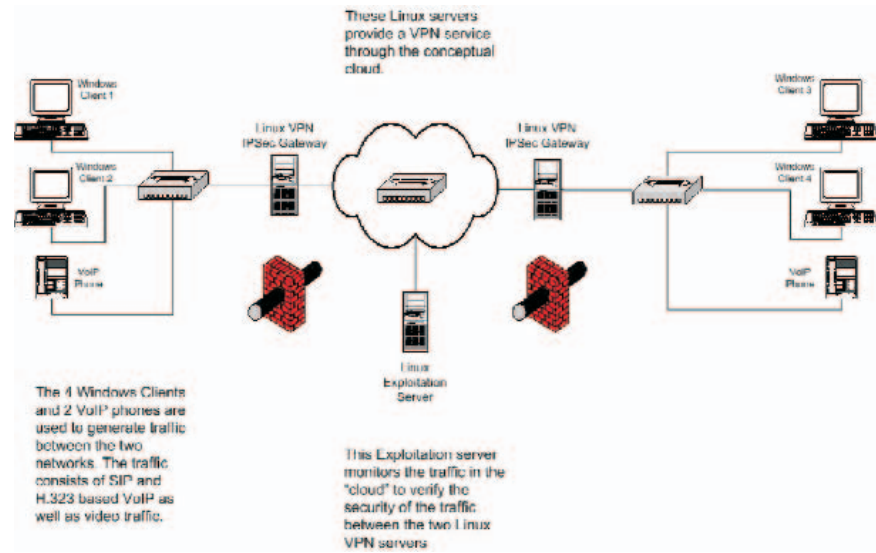 These Linux servers
provide a VPN service
through the conceptual
cloud.
Windows
Client 1
Windows
Client 3
Linux VPN
IPSec Gateway
Linux VPN
IPSec Gateway
Windows
Client 2
Windows
Client 4
VoIP
Phone
VoIP
Phone
Linux
Exploitation
Server
The 4 Windows Clients
and 2 VoIP phones are
used to generate traffic
between the two
networks. The traffic
consists of SIP and
H.323 based VoIP as
well as video traffic.
This Exploitation server
monitors the traffic in the
"cloud" to verify the
security of the traffic
between the two Linux
VPN servers